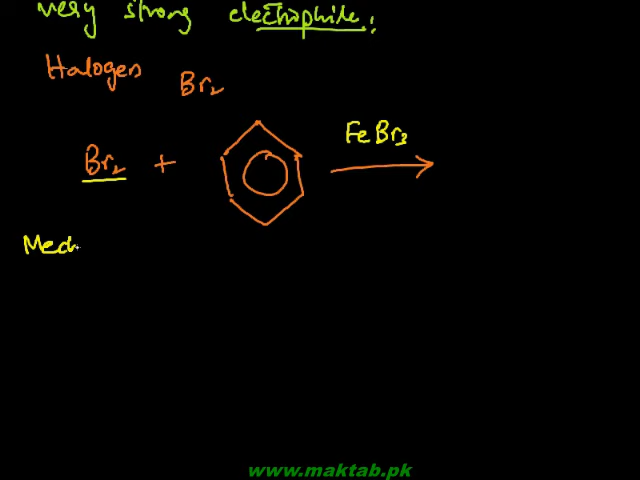 very strong electrophile.
Halogen Br₂
FeBr₃
Br₂ +
Mech
www.maktab.pk